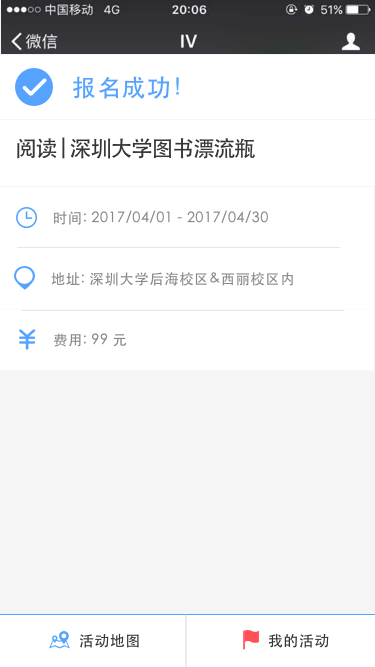 中国移动 4G 20:06 51%
微信 IV
报名成功!
阅读|深圳大学图书漂流瓶
时间: 2017/04/01 - 2017/04/30
地址: 深圳大学后海校区&西丽校区内
¥ 费用: 99 元
活动地图 我的活动